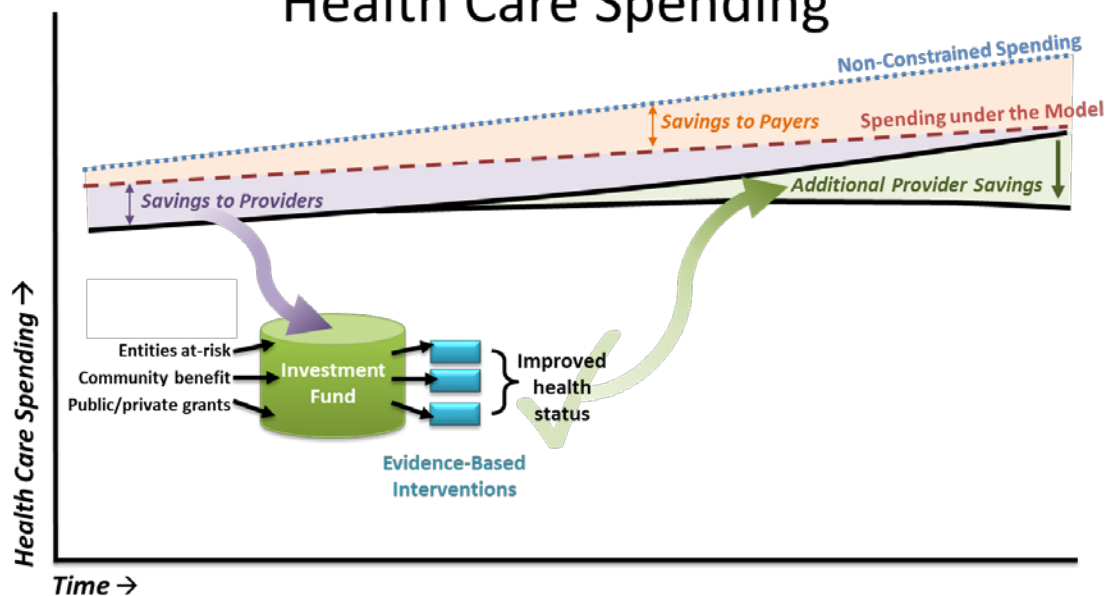 Health Care Spending
Non-Constrained Spending
Savings to Payers
Spending under the Model
Additional Provider Savings
Savings to Providers
Entities at-risk
Community benefit
Public/private grants
Investment
Fund
Improved
health
status
Evidence-Based
Interventions
Health Care Spending →
Time →